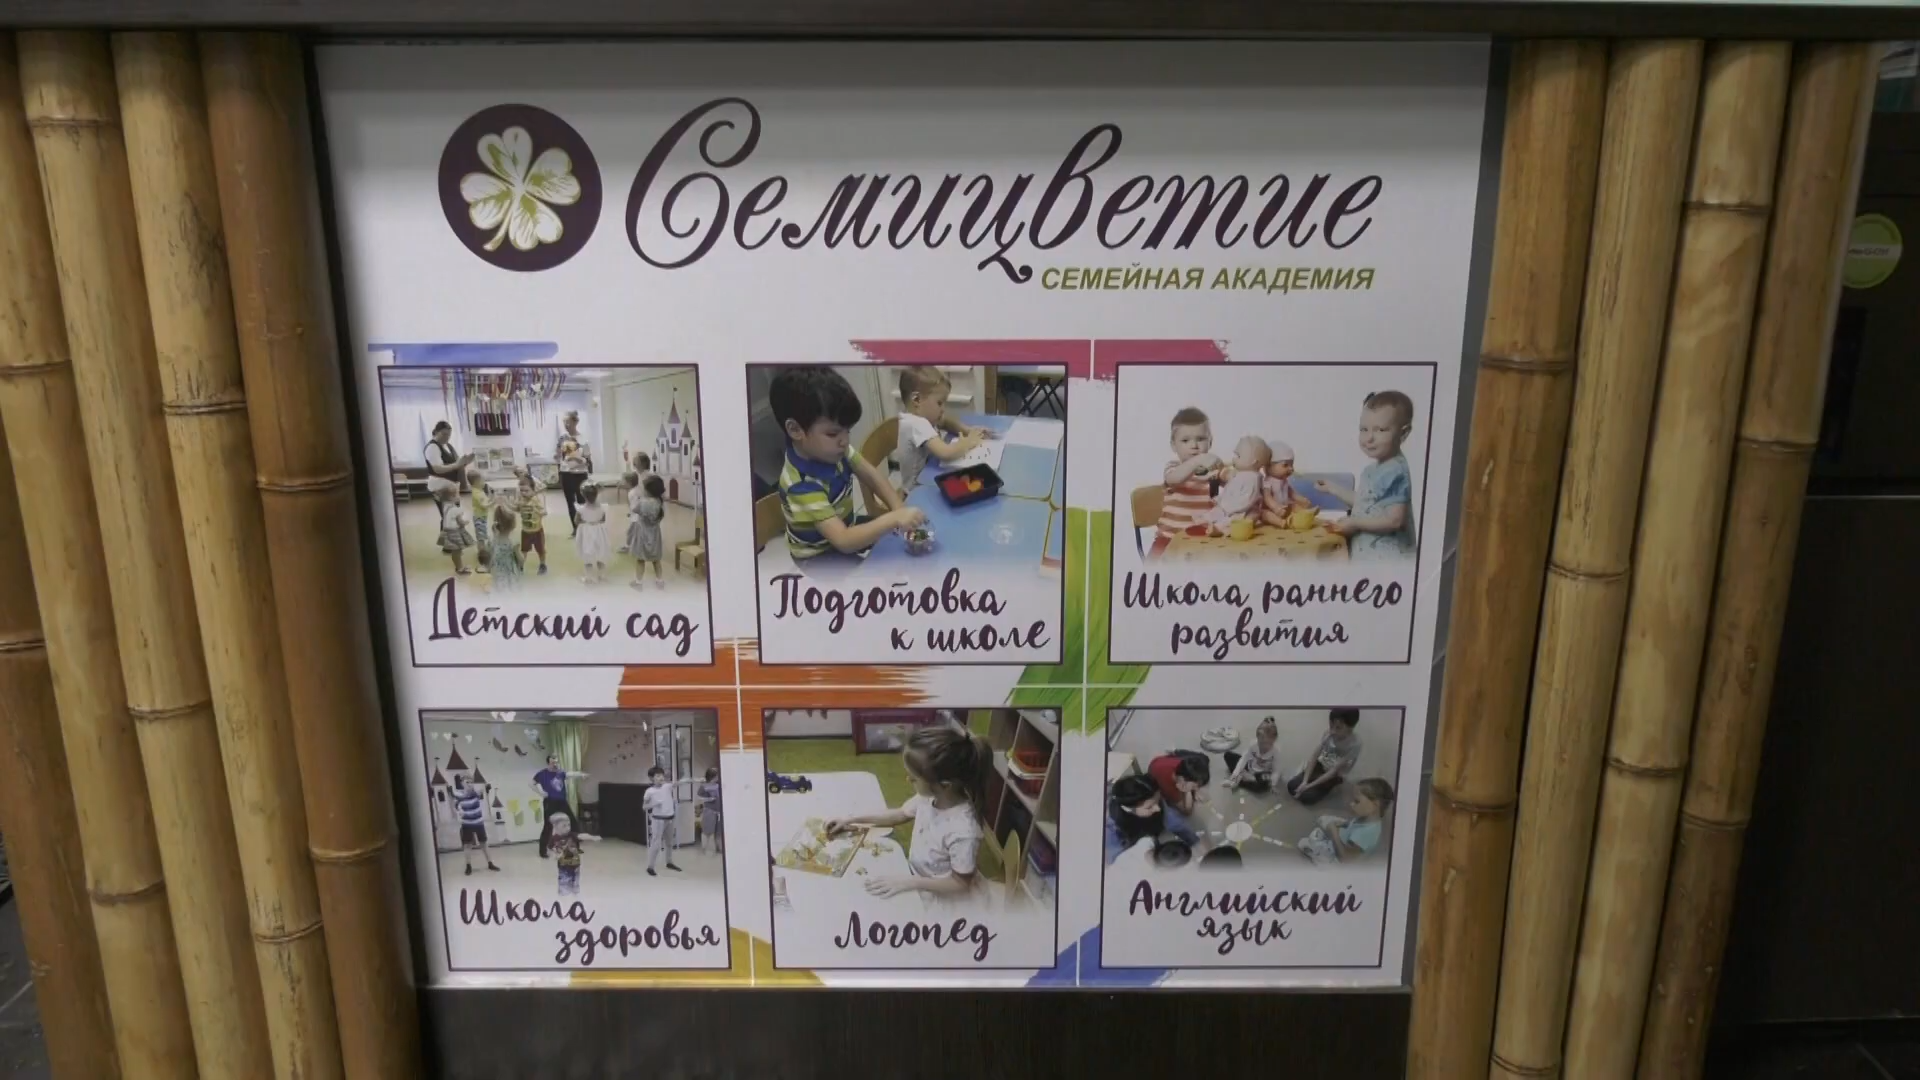 Семицветие
СЕМЕЙНАЯ АКАДЕМИЯ
Детский сад
Подготовка
к школе
Школа раннего
развития
Школа
здоровья
Логопед
Английский
язык